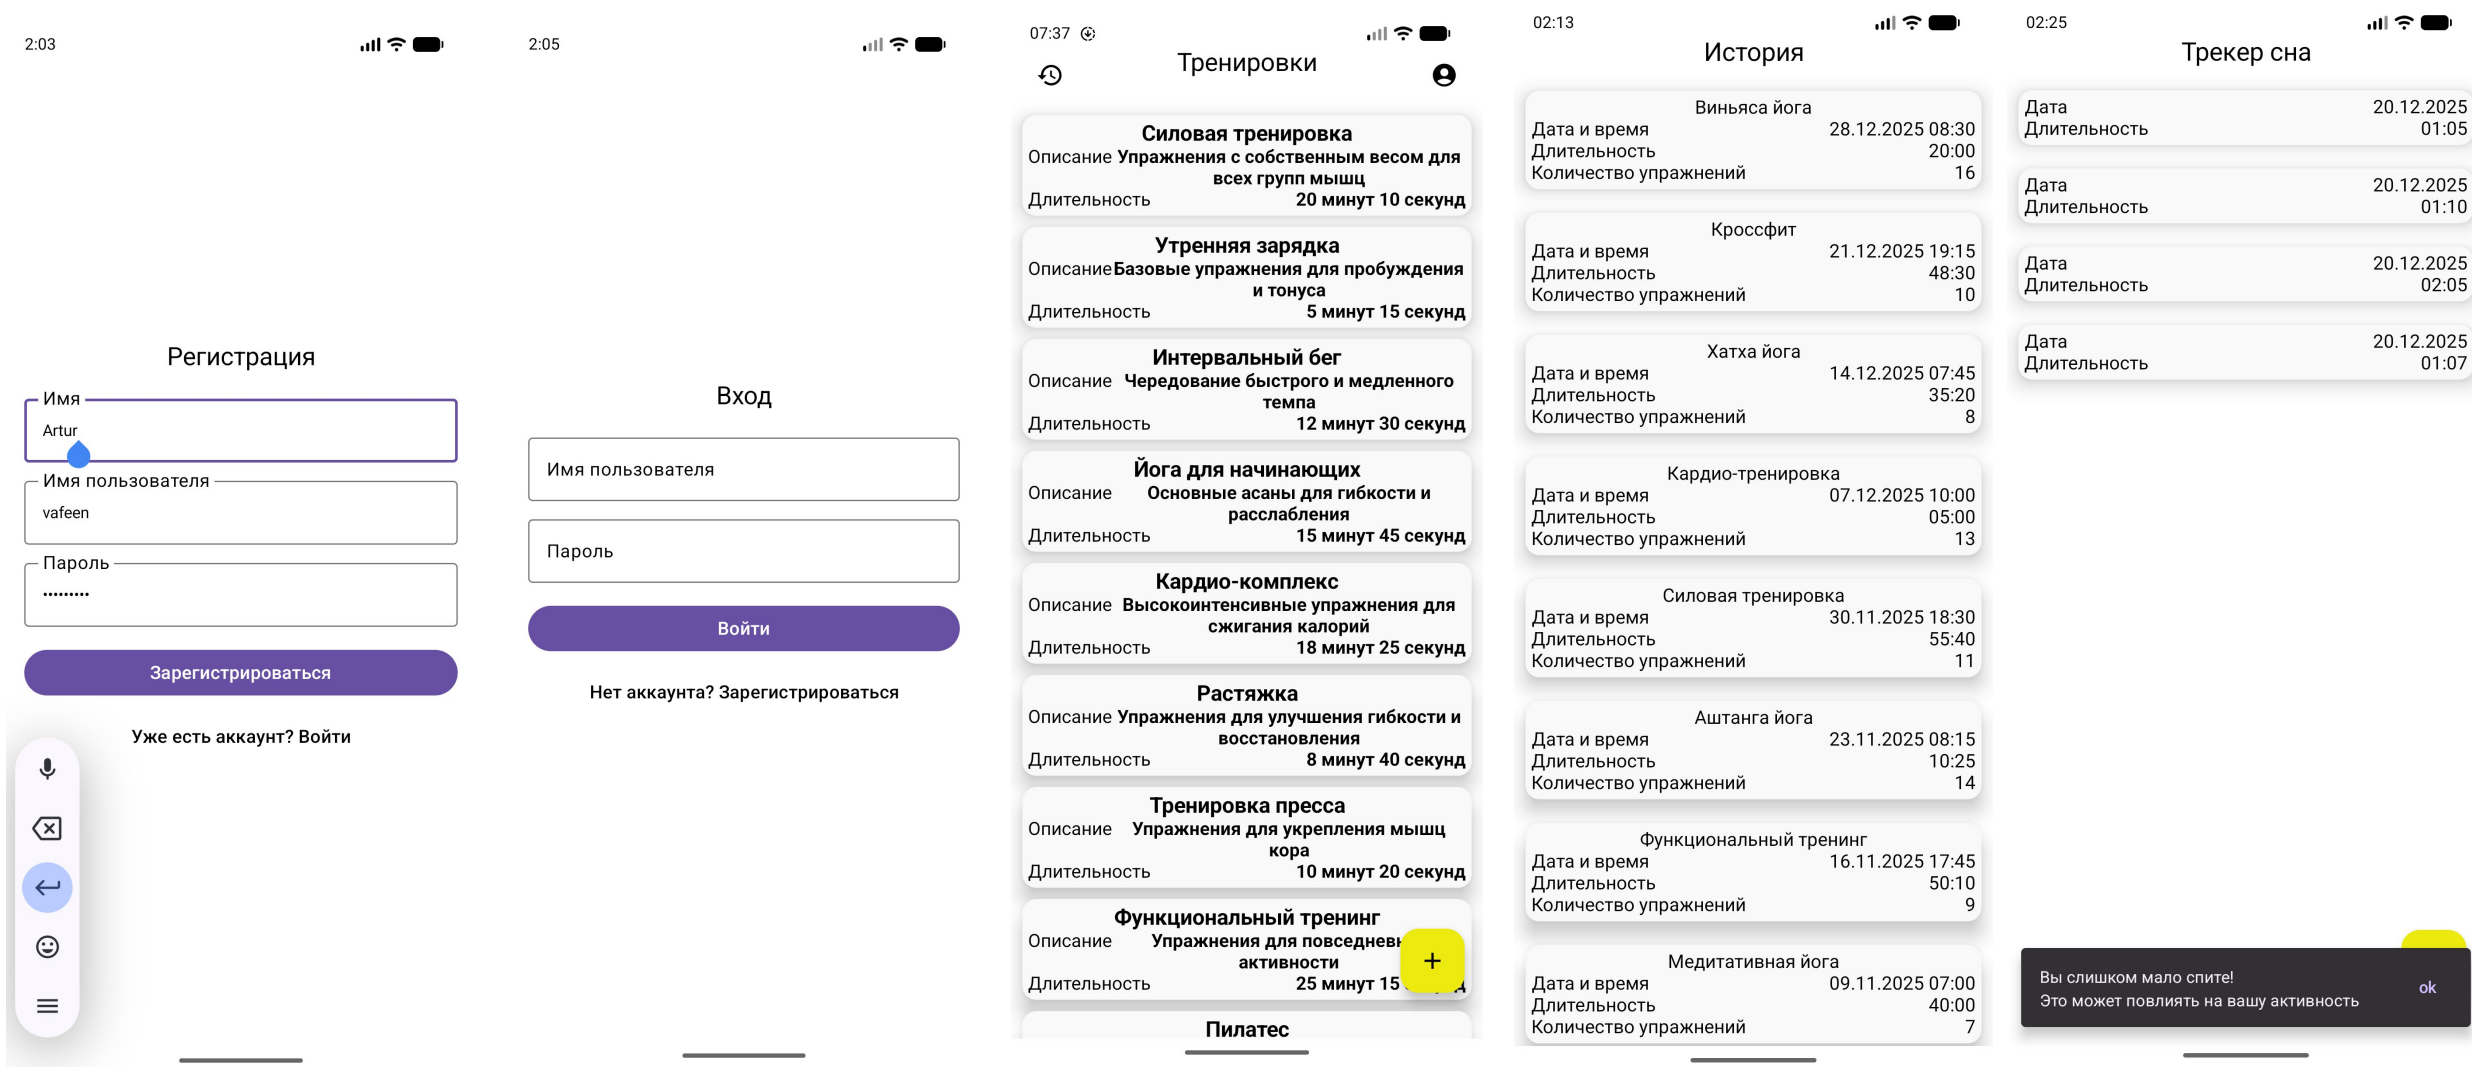 2:03
Регистрация
Имя
Artur
Имя пользователя
vafeen
Пароль
•••••••••
Зарегистрироваться
Уже есть аккаунт? Войти
2:05
Вход
Имя пользователя
Пароль
Войти
Нет аккаунта? Зарегистрироваться
07:37
Тренировки
Силовая тренировка
Описание Упражнения с собственным весом для
всех групп мышц
Длительность 20 минут 10 секунд
Утренняя зарядка
Описание Базовые упражнения для пробуждения
и тонуса
Длительность 5 минут 15 секунд
Интервальный бег
Описание Чередование быстрого и медленного
темпа
Длительность 12 минут 30 секунд
Йога для начинающих
Описание Основные асаны для гибкости и
расслабления
Длительность 15 минут 45 секунд
Кардио-комплекс
Описание Высокоинтенсивные упражнения для
сжигания калорий
Длительность 18 минут 25 секунд
Растяжка
Описание Упражнения для улучшения гибкости и
восстановления
Длительность 8 минут 40 секунд
Тренировка пресса
Описание Упражнения для укрепления мышц
кора
Длительность 10 минут 20 секунд
Функциональный тренинг
Описание Упражнения для повседнев
активности
Длительность 25 минут 15
Пилатес
02:13
История
Виньяса йога
Дата и время 28.12.2025 08:30
Длительность 20:00
Количество упражнений 16
Кроссфит
Дата и время 21.12.2025 19:15
Длительность 48:30
Количество упражнений 10
Хатха йога
Дата и время 14.12.2025 07:45
Длительность 35:20
Количество упражнений 8
Кардио-тренировка
Дата и время 07.12.2025 10:00
Длительность 05:00
Количество упражнений 13
Силовая тренировка
Дата и время 30.11.2025 18:30
Длительность 55:40
Количество упражнений 11
Аштанга йога
Дата и время 23.11.2025 08:15
Длительность 10:25
Количество упражнений 14
Функциональный тренинг
Дата и время 16.11.2025 17:45
Длительность 50:10
Количество упражнений 9
Медитативная йога
Дата и время 09.11.2025 07:00
Длительность 40:00
Количество упражнений 7
02:25
Трекер сна
Дата 20.12.2025
Длительность 01:05
Дата 20.12.2025
Длительность 01:10
Дата 20.12.2025
Длительность 02:05
Дата 20.12.2025
Длительность 01:07
Вы слишком мало спите!
Это может повлиять на вашу активность
ok